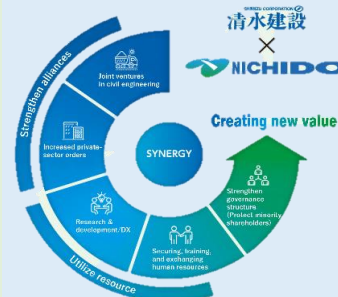 SHIMIZU CORPORATION
清水建設
×
NICHIDO
Creating new value
Strengthen alliances
Joint ventures
in civil engineering
Increased private-
sector orders
SYNERGY
Research &
development/DX
Securing, training,
and exchanging
human resources
Strengthen
governance
structure
(Protect minority
shareholders)
Utilize resource